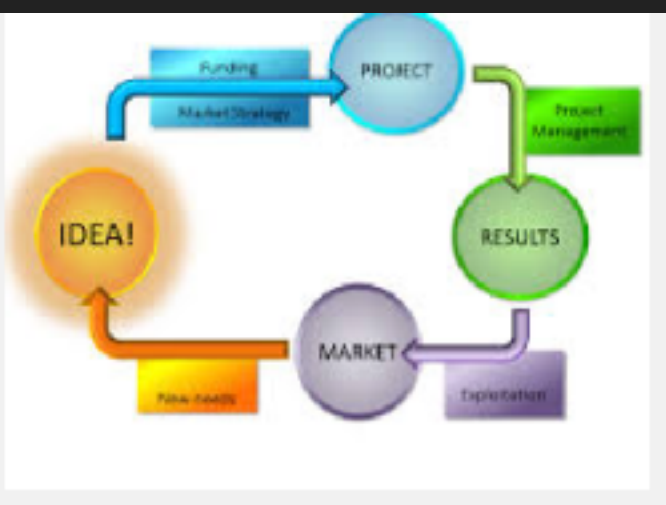 Funding
Market Strategy
PROJECT
Project
Management
RESULTS
Exploitation
MARKET
New needs
IDEA!